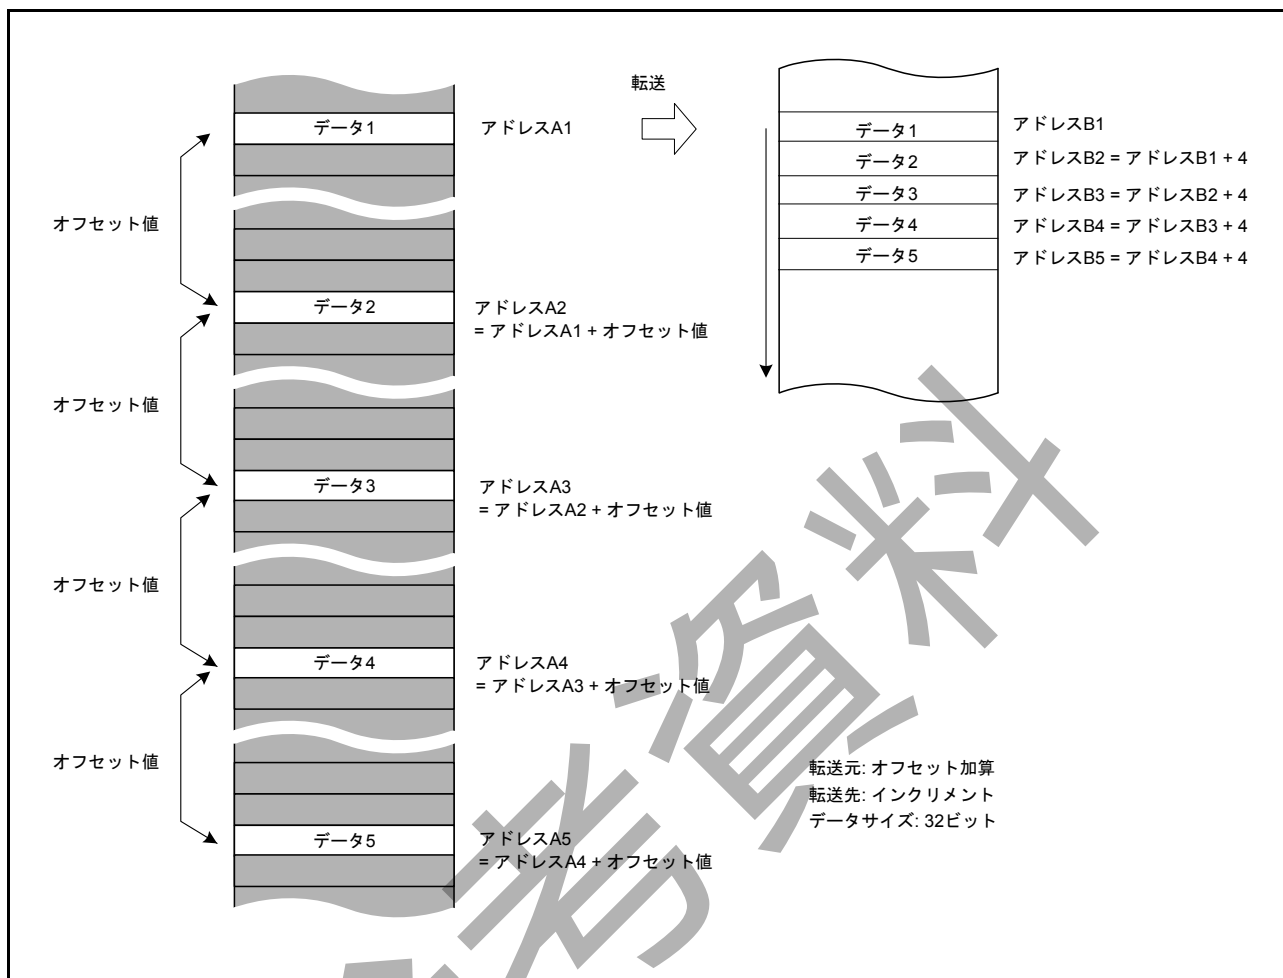 転送
データ1
アドレスA1
データ1
アドレスB1
データ2
アドレスB2 = アドレスB1 + 4
データ3
アドレスB3 = アドレスB2 + 4
データ4
アドレスB4 = アドレスB3 + 4
データ5
アドレスB5 = アドレスB4 + 4
オフセット値
データ2
アドレスA2
= アドレスA1 + オフセット値
オフセット値
データ3
アドレスA3
= アドレスA2 + オフセット値
オフセット値
データ4
アドレスA4
= アドレスA3 + オフセット値
オフセット値
データ5
アドレスA5
= アドレスA4 + オフセット値
転送元: オフセット加算
転送先: インクリメント
データサイズ: 32ビット
考資料